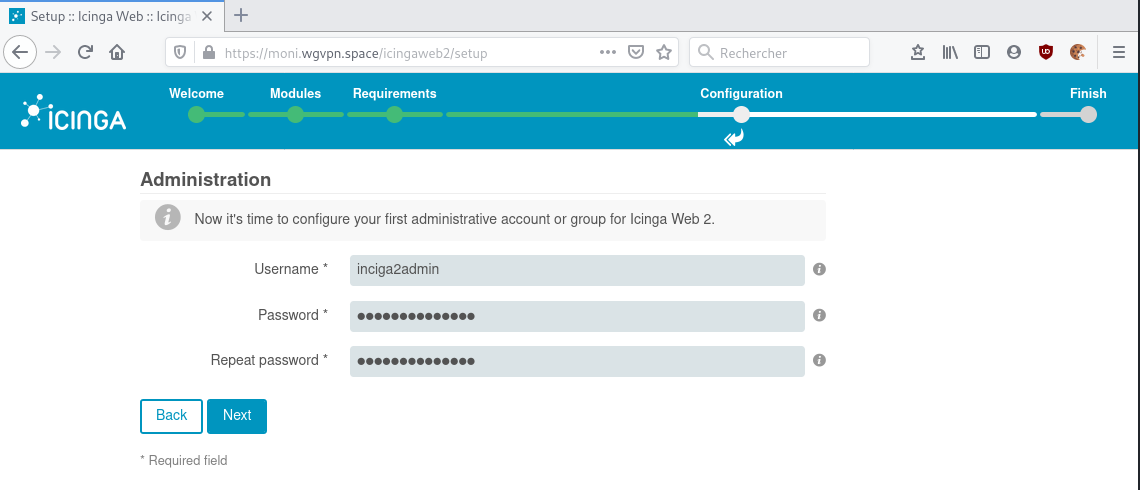 Setup :: Icinga Web :: Icinga
https://moni.wgvpn.space/icingaweb2/setup
Rechercher
Welcome
Modules
Requirements
Configuration
Finish
ICINGA
Administration
Now it's time to configure your first administrative account or group for Icinga Web 2.
Username *
inciga2admin
Password *
●●●●●●●●●●●●●●
Repeat password *
●●●●●●●●●●●●●●
Back
Next
* Required field